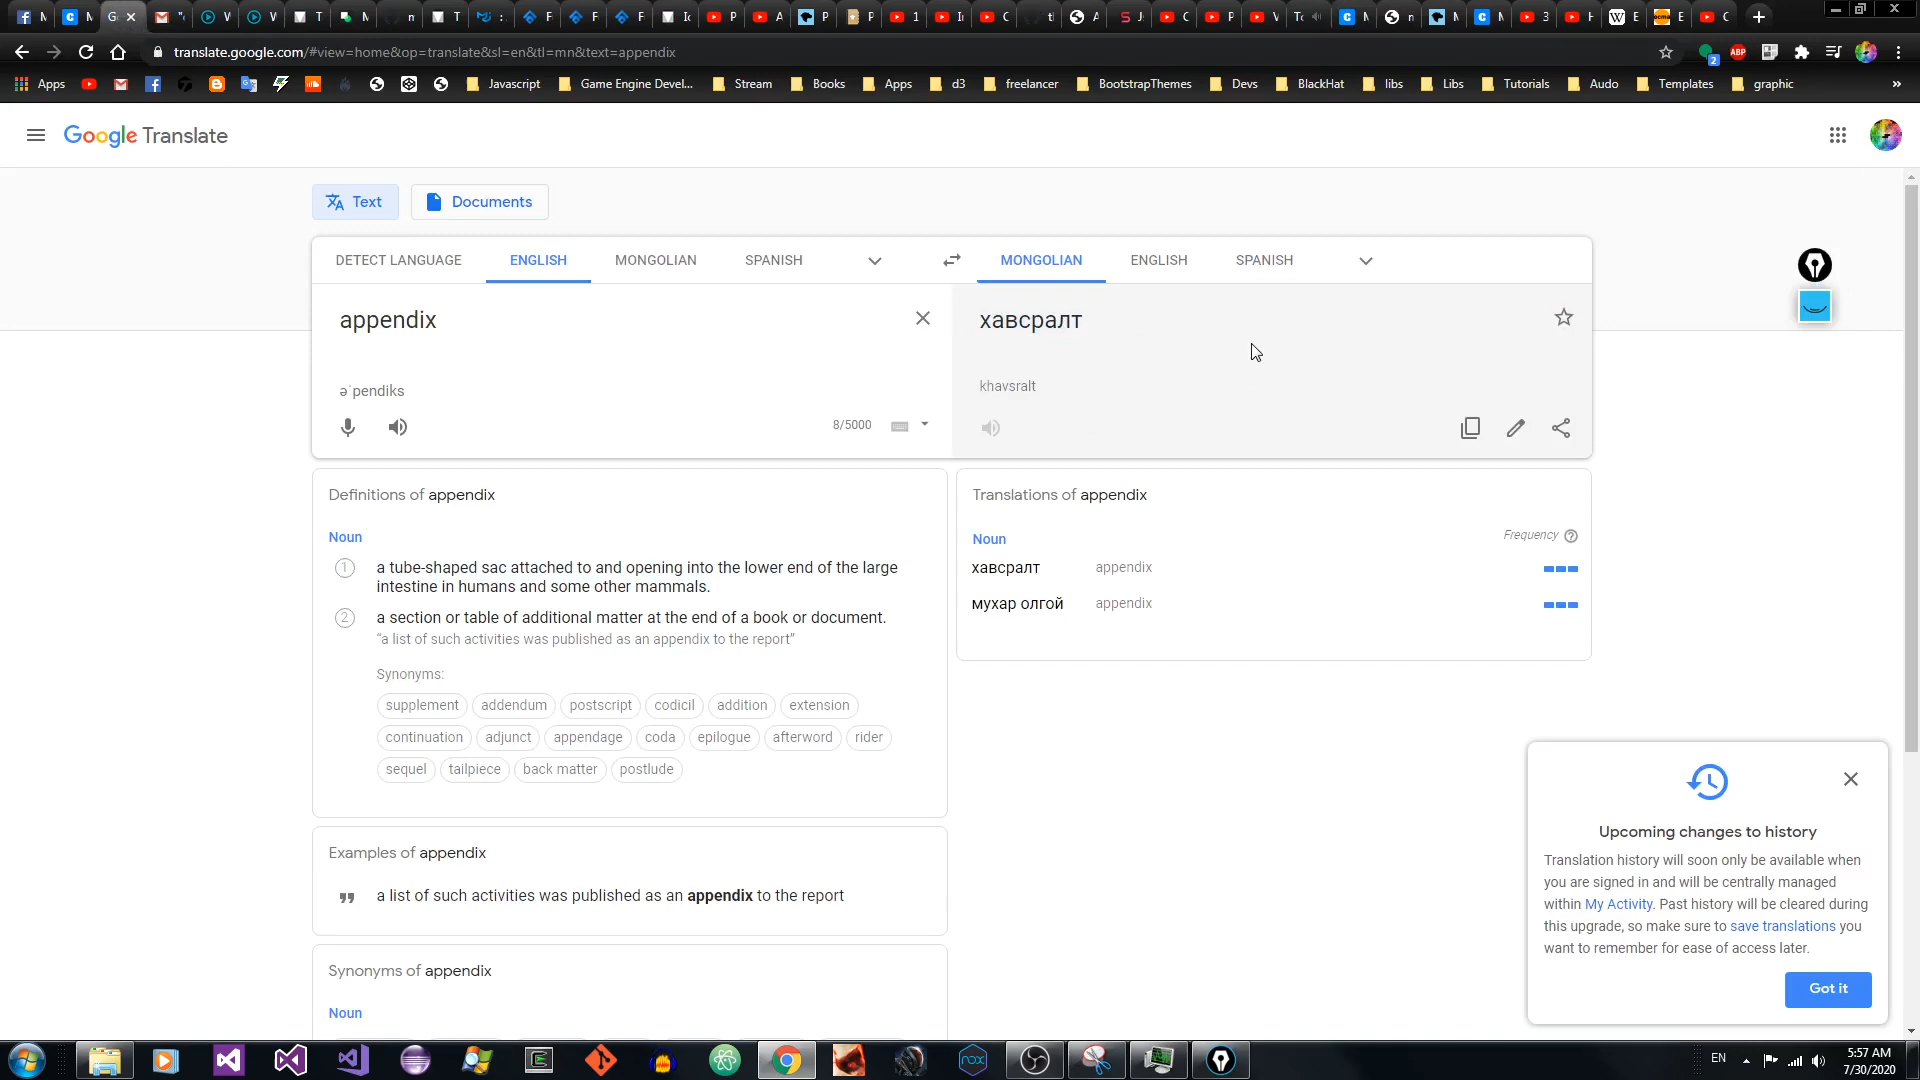 translate.google.com/#view=home&op=translate&sl=en&tl=mn&text=appendix
ABP
2
Apps
Javascript
Game Engine Devel...
Stream
Books
Apps
d3
freelancer
BootstrapThemes
Devs
BlackHat
libs
Libs
Tutorials
Audo
Templates
graphic
»
Google Translate
Text
Documents
DETECT LANGUAGE
ENGLISH
MONGOLIAN
SPANISH
MONGOLIAN
ENGLISH
SPANISH
appendix
хавсралт
əˈpendiks
khavsralt
8/5000
Definitions of appendix
Noun
1 a tube-shaped sac attached to and opening into the lower end of the large
intestine in humans and some other mammals.
2 a section or table of additional matter at the end of a book or document.
"a list of such activities was published as an appendix to the report"
Synonyms:
supplement addendum postscript codicil addition extension
continuation adjunct appendage coda epilogue afterword rider
sequel tailpiece back matter postlude
Translations of appendix
Noun
Frequency
хавсралт appendix
мухар олгой appendix
Examples of appendix
a list of such activities was published as an appendix to the report
Synonyms of appendix
Noun
Upcoming changes to history
Translation history will soon only be available when
you are signed in and will be centrally managed
within My Activity. Past history will be cleared during
this upgrade, so make sure to save translations you
want to remember for ease of access later.
Got it
EN
5:57 AM
7/30/2020